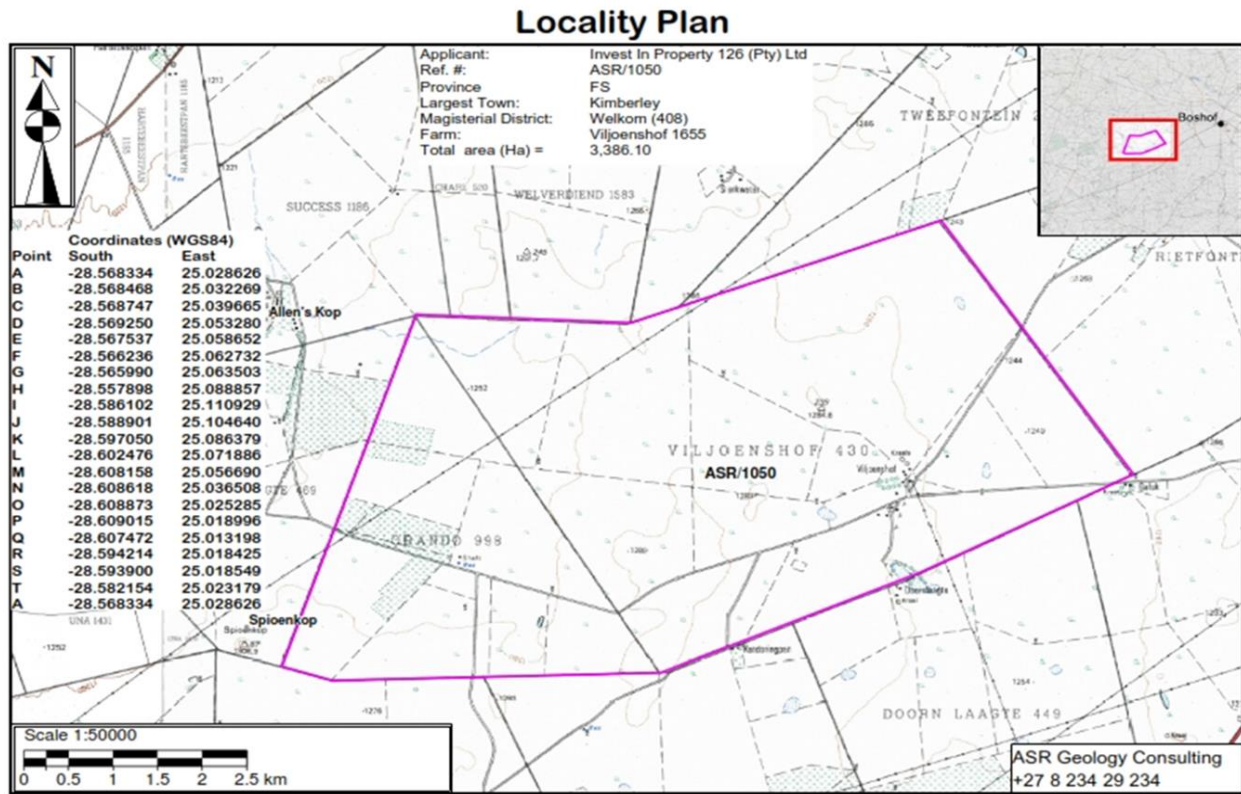 Locality Plan
N
Applicant: Invest In Property 126 (Pty) Ltd
Ref. #: ASR/1050
Province FS
Largest Town: Kimberley
Magisterial District: Welkom (408)
Farm: Viljoenshof 1655
Total area (Ha) = 3,386.10
Boshof
Coordinates (WGS84)
Point South East
A -28.568334 25.028626
B -28.568468 25.032269
C -28.568747 25.039665
D -28.569250 25.053280
E -28.567537 25.058652
F -28.566236 25.062732
G -28.565990 25.063503
H -28.557898 25.088857
I -28.586102 25.110929
J -28.588901 25.104640
K -28.597050 25.086379
L -28.602476 25.071886
M -28.608158 25.056690
N -28.608618 25.036508
O -28.608873 25.025285
P -28.609015 25.018996
Q -28.607472 25.013198
R -28.594214 25.018425
S -28.593900 25.018549
T -28.582154 25.023179
A -28.568334 25.028626
HARTEBEESTPAN 1185
TWEEFONTEIN
SUCCESS 1186
WELVERDIEND 1583
RIETFONT
Allen's Kop
VILJOENSHOF 430
ASR/1050
Viljoenshof
GRANDO 998
Spioenkop
Spioenkop
UNA 1431
DOORN LAAGTE 449
Scale 1:50000
0 0.5 1 1.5 2 2.5 km
ASR Geology Consulting
+27 8 234 29 234